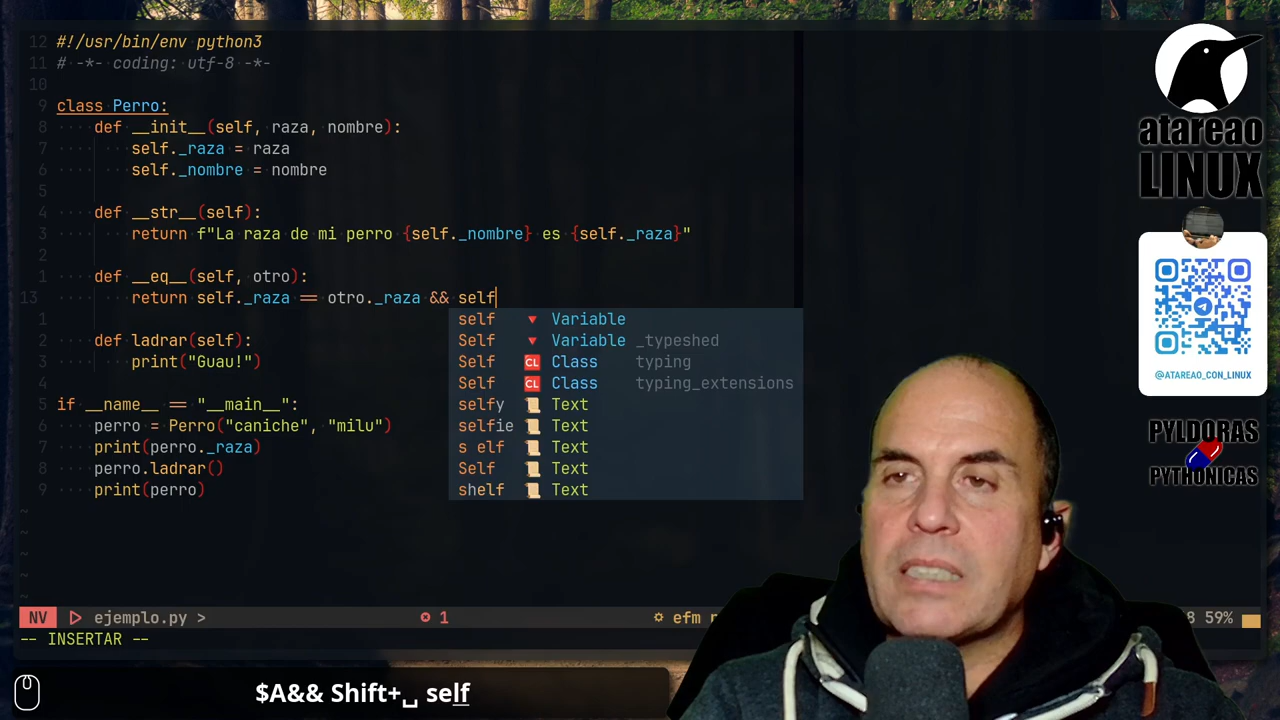 12 #!/usr/bin/env python3
11 # -*- coding: utf-8 -*-
10
9 class Perro:
8 def __init__(self, raza, nombre):
7 self._raza = raza
6 self._nombre = nombre
5
4 def __str__(self):
3 return f"La raza de mi perro {self._nombre} es {self._raza}"
2
1 def __eq__(self, otro):
13 return self._raza == otro._raza && self
1
2 def ladrar(self):
3 print("Guau!")
4
5 if __name__ == "__main__":
6 perro = Perro("caniche", "milu")
7 print(perro._raza)
8 perro.ladrar()
9 print(perro)
self Variable
Self Variable _typeshed
Self CL Class typing
Self CL Class typing_extensions
selfy Text
selfie Text
s elf Text
Self Text
shelf Text
~
~
~
~
NV ejemplo.py > 1 efm 8 59%
-- INSERTAR --
$A&& Shift+␣ self
atareao
LINUX
@ATAREAO_CON_LINUX
PYLDORAS
PYTHONICAS